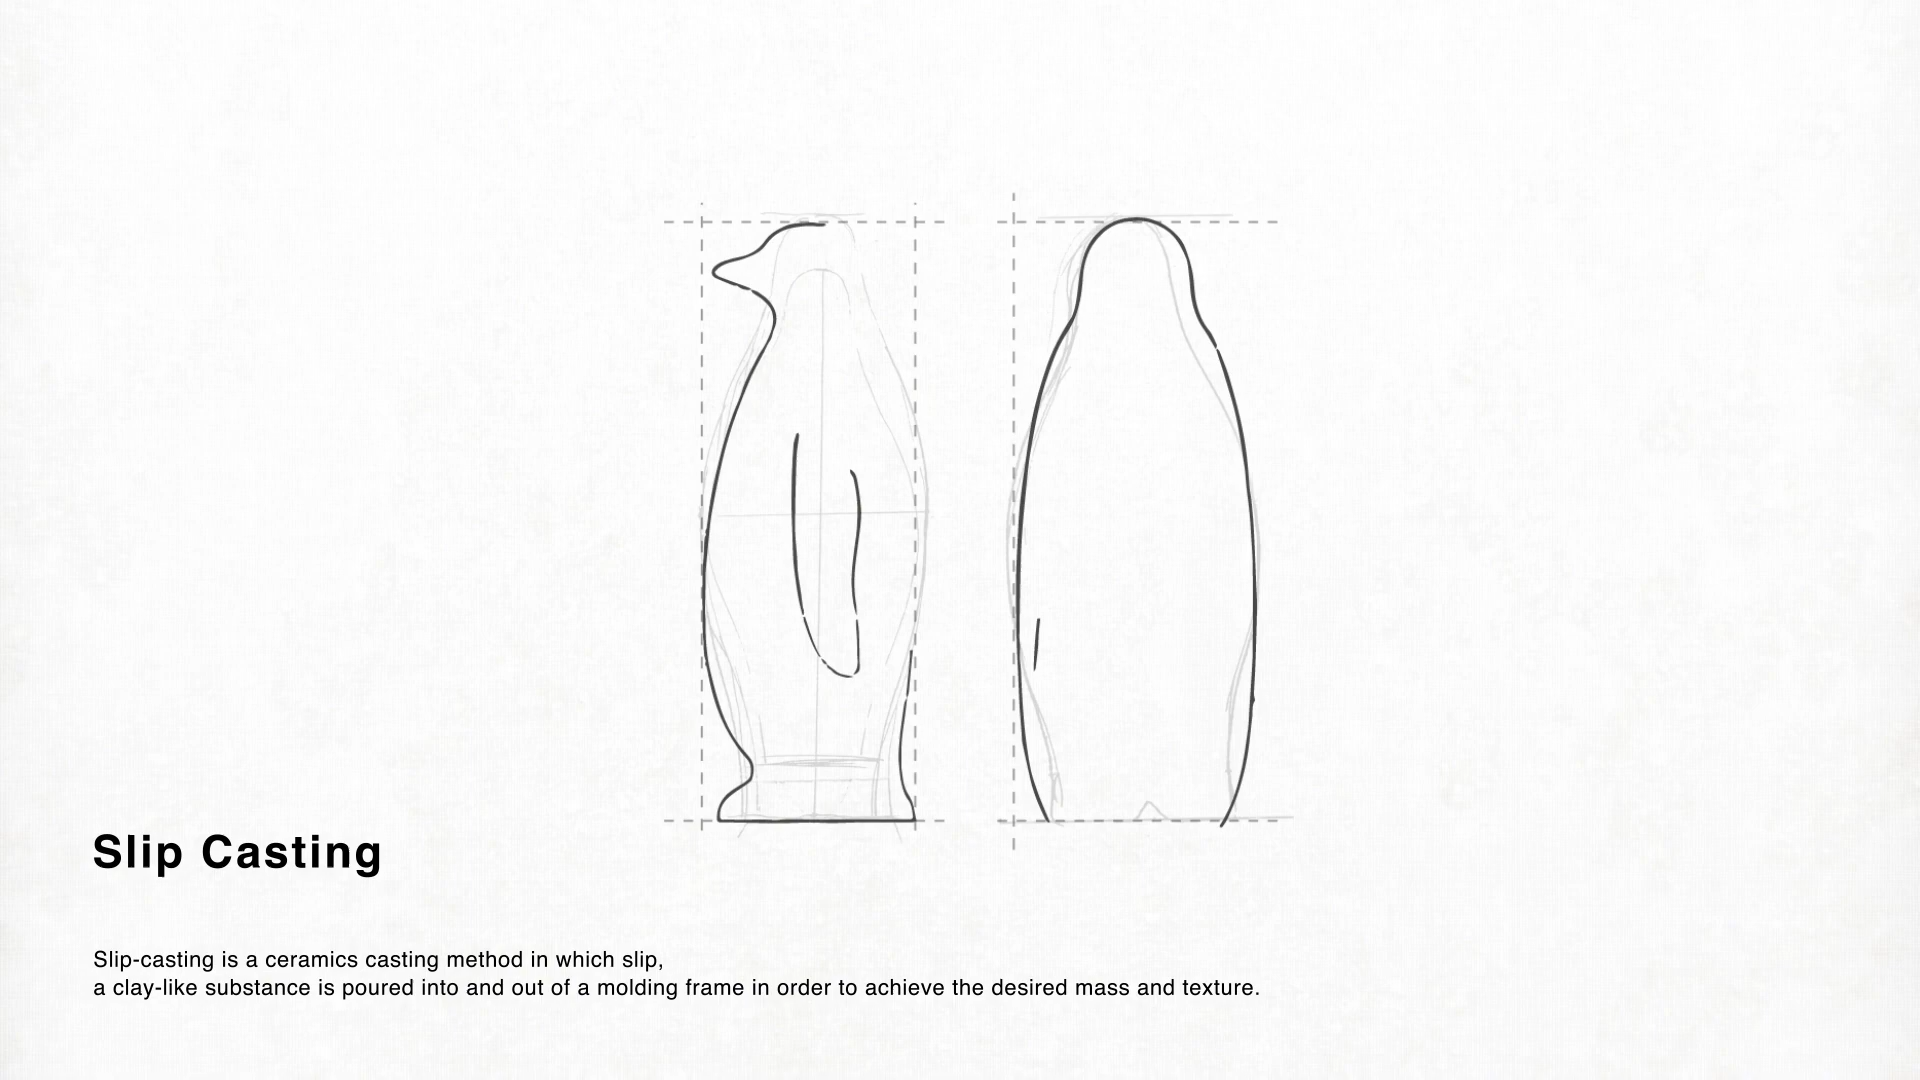 Slip Casting
Slip-casting is a ceramics casting method in which slip,
a clay-like substance is poured into and out of a molding frame in order to achieve the desired mass and texture.